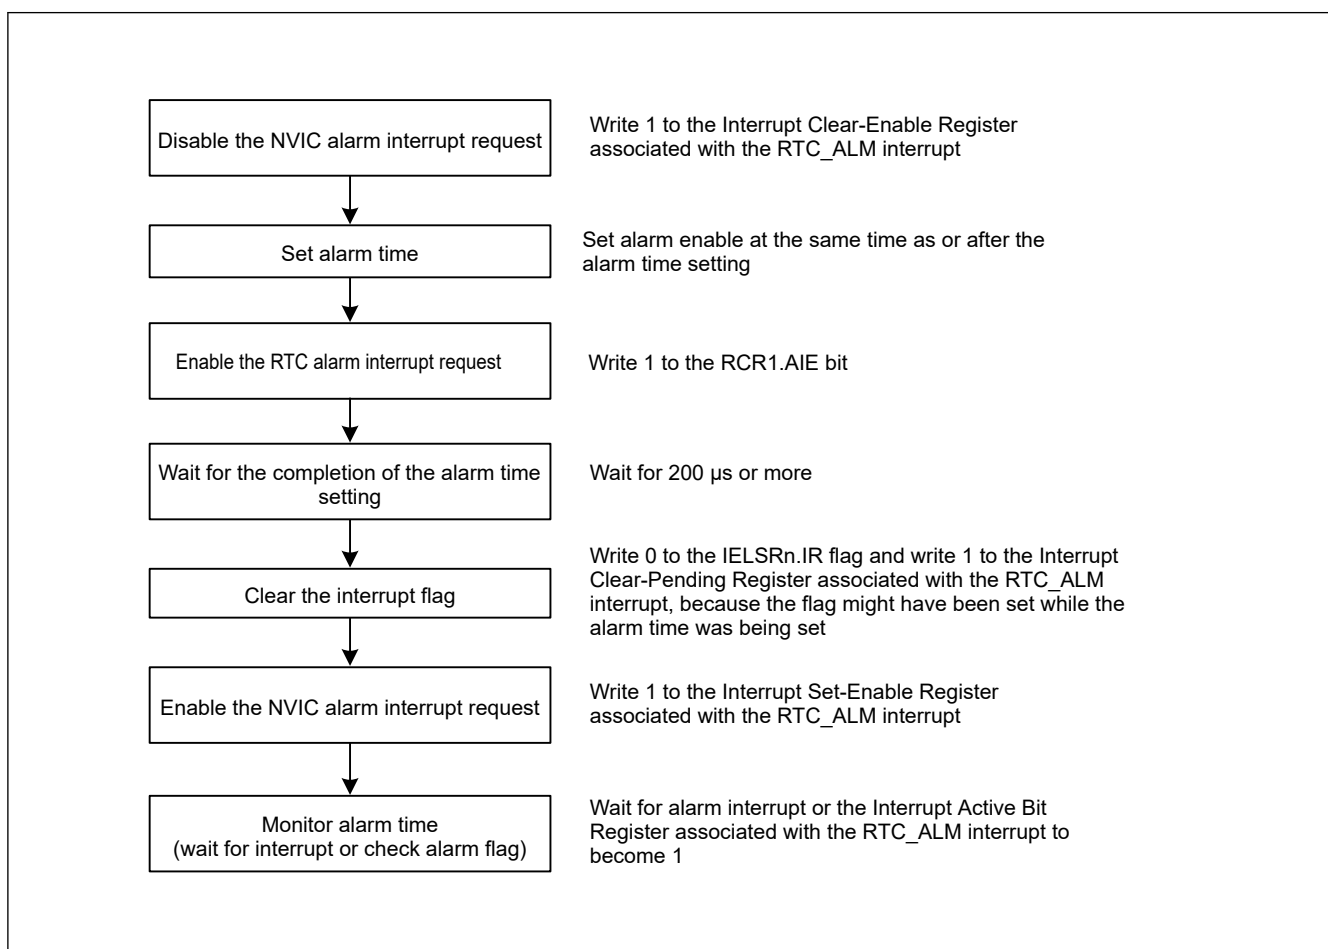 Disable the NVIC alarm interrupt request
Write 1 to the Interrupt Clear-Enable Register
associated with the RTC_ALM interrupt
Set alarm time
Set alarm enable at the same time as or after the
alarm time setting
Enable the RTC alarm interrupt request
Write 1 to the RCR1.AIE bit
Wait for the completion of the alarm time
setting
Wait for 200 μs or more
Clear the interrupt flag
Write 0 to the IELSRn.IR flag and write 1 to the Interrupt
Clear-Pending Register associated with the RTC_ALM
interrupt, because the flag might have been set while the
alarm time was being set
Enable the NVIC alarm interrupt request
Write 1 to the Interrupt Set-Enable Register
associated with the RTC_ALM interrupt
Monitor alarm time
(wait for interrupt or check alarm flag)
Wait for alarm interrupt or the Interrupt Active Bit
Register associated with the RTC_ALM interrupt to
become 1